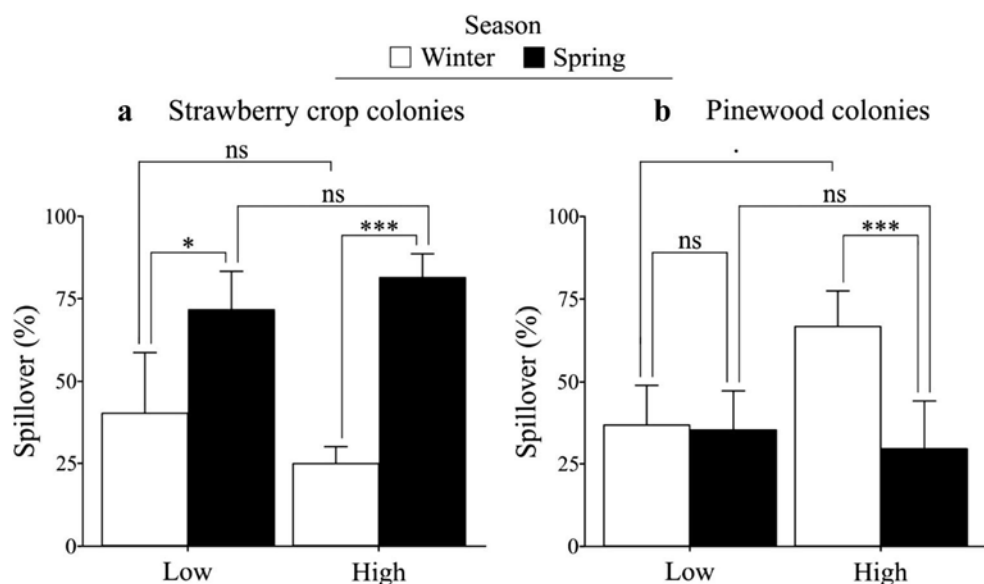 Season
Winter Spring
a Strawberry crop colonies
b Pinewood colonies
ns
.
ns
ns
*
***
ns
***
100
75
50
25
0
Spillover (%)
100
75
50
25
0
Spillover (%)
Low High
Low High